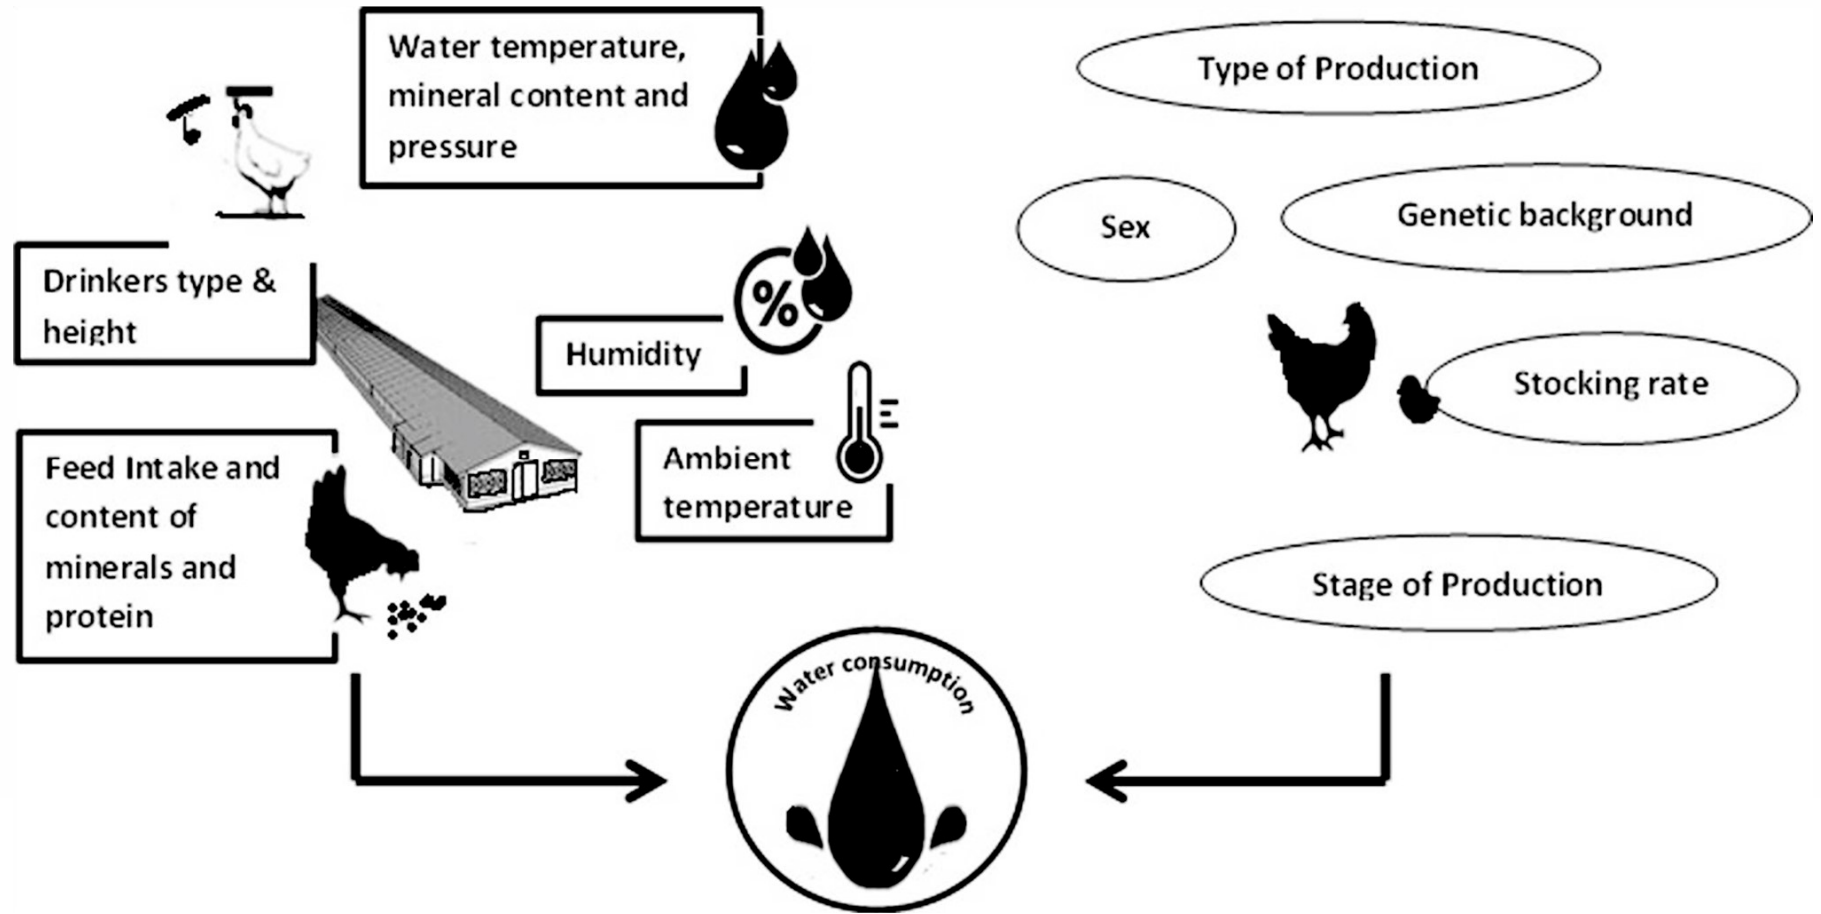 Water temperature,
mineral content and
pressure
Drinkers type &
height
%
Humidity
Ambient
temperature
Feed Intake and
content of
minerals and
protein
Type of Production
Sex
Genetic background
Stocking rate
Stage of Production
Water consumption